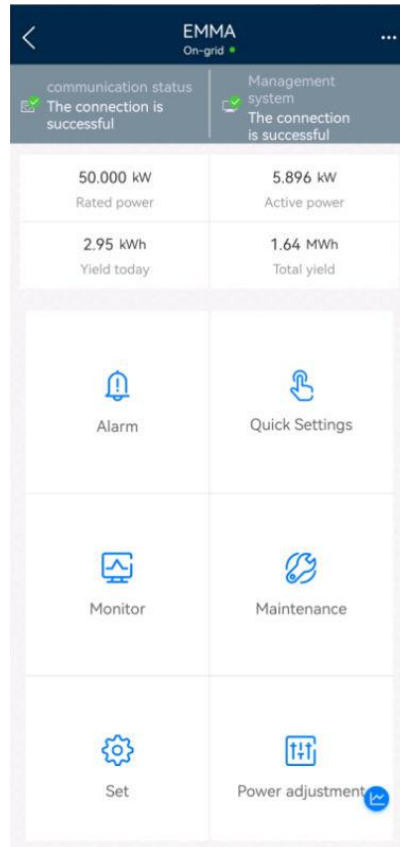 EMMA
On-grid
communication status
The connection is
successful
Management
system
The connection
is successful
50.000 kW
Rated power
5.896 kW
Active power
2.95 kWh
Yield today
1.64 MWh
Total yield
Alarm
Quick Settings
Monitor
Maintenance
Set
Power adjustment